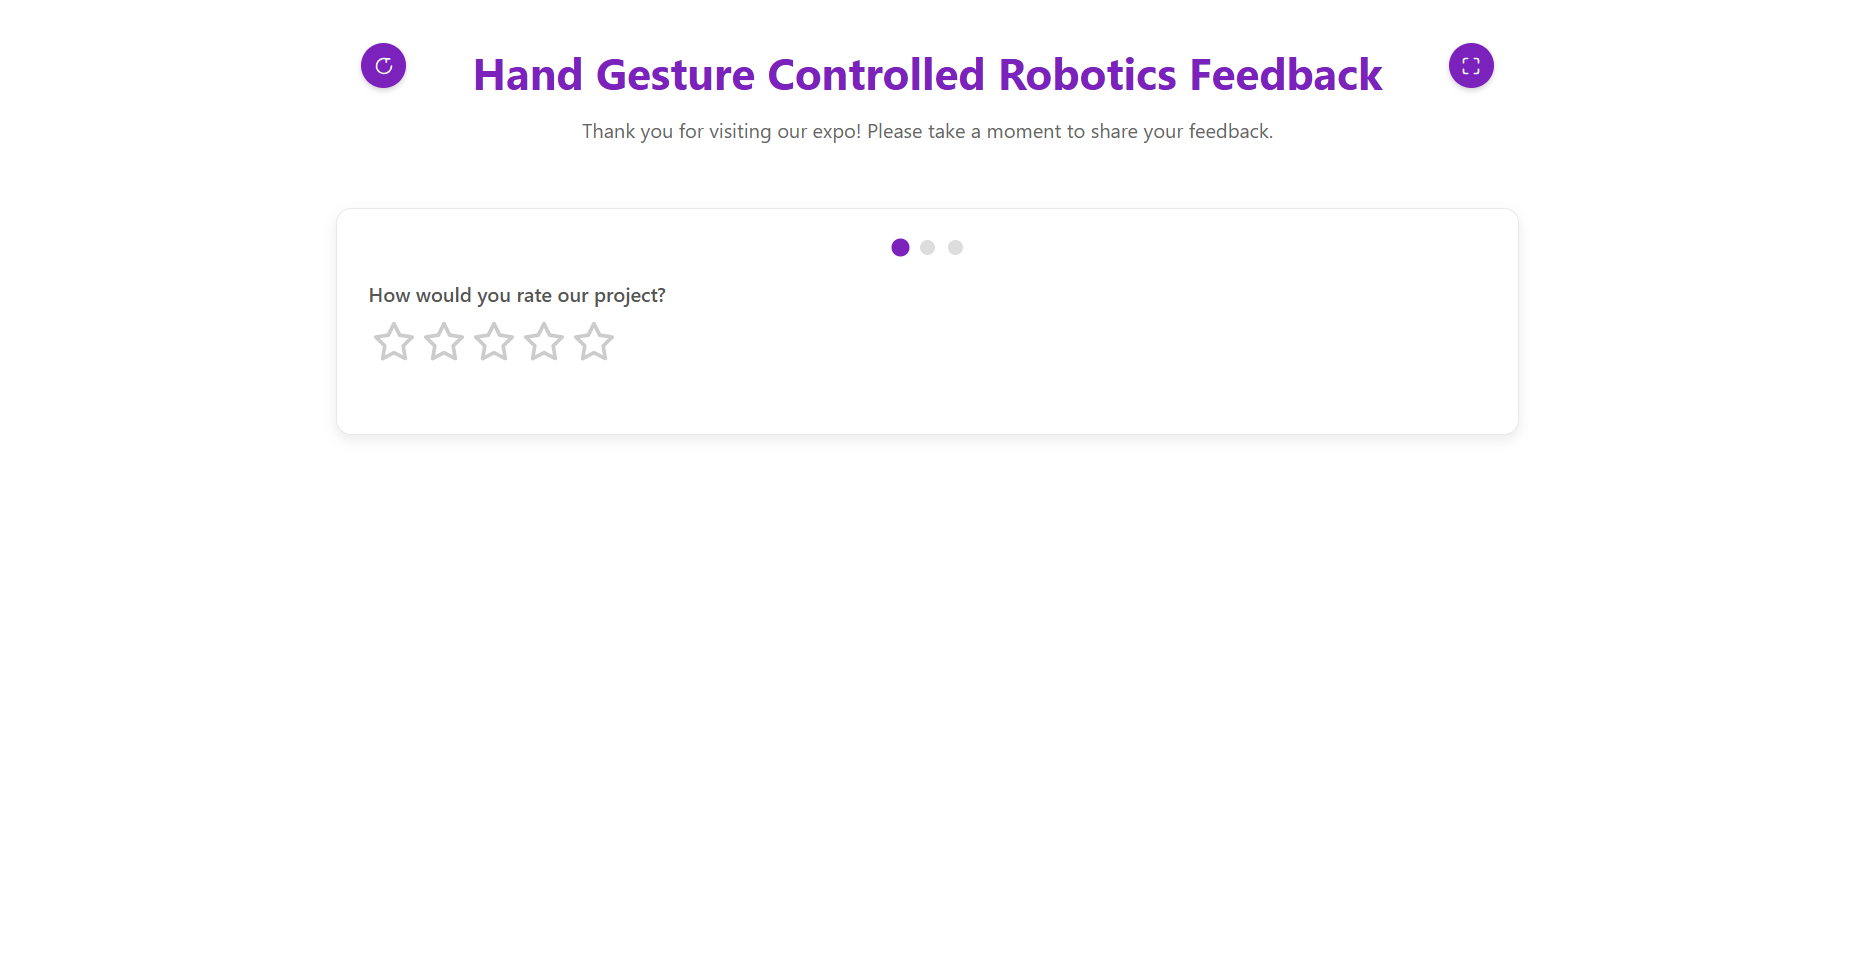 Hand Gesture Controlled Robotics Feedback
Thank you for visiting our expo! Please take a moment to share your feedback.
How would you rate our project?